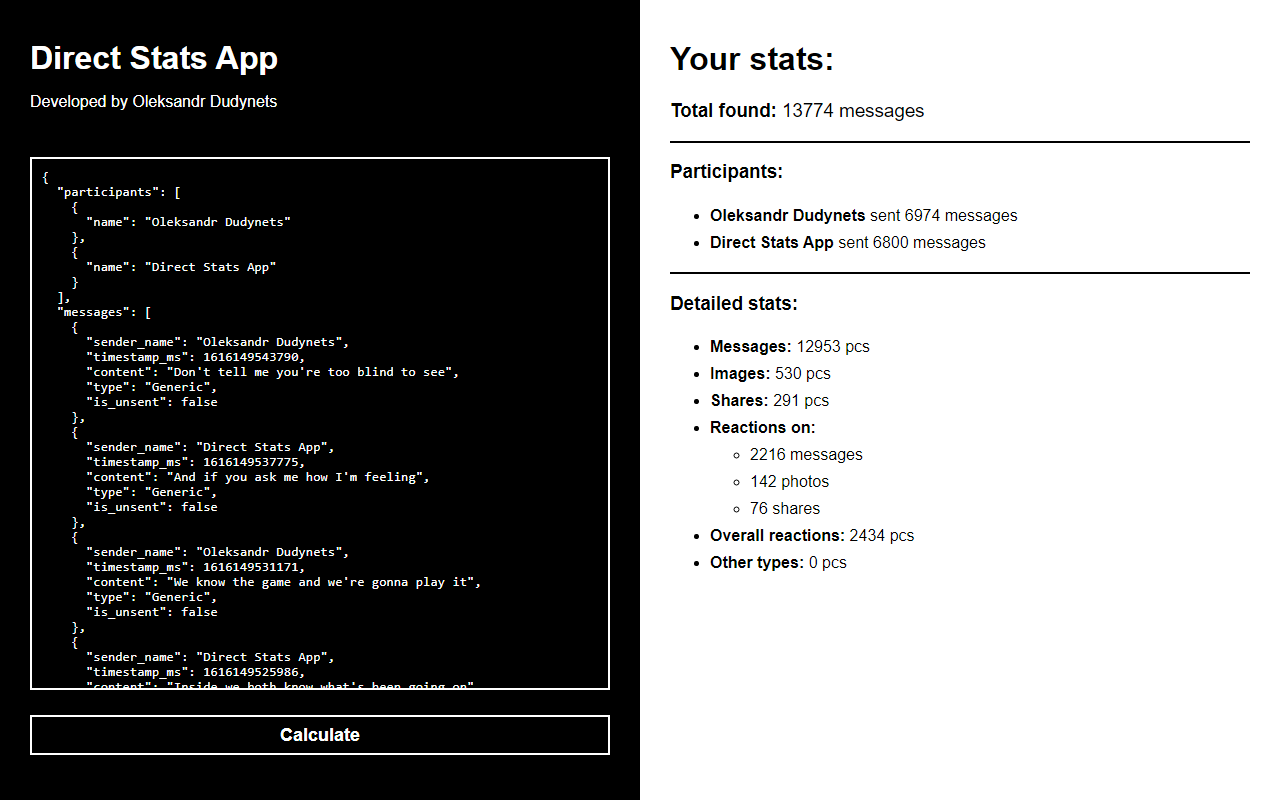 Direct Stats App
Developed by Oleksandr Dudynets
{
"participants": [
{
"name": "Oleksandr Dudynets"
},
{
"name": "Direct Stats App"
}
],
"messages": [
{
"sender_name": "Oleksandr Dudynets",
"timestamp_ms": 1616149543790,
"content": "Don't tell me you're too blind to see",
"type": "Generic",
"is_unsent": false
},
{
"sender_name": "Direct Stats App",
"timestamp_ms": 1616149537775,
"content": "And if you ask me how I'm feeling",
"type": "Generic",
"is_unsent": false
},
{
"sender_name": "Oleksandr Dudynets",
"timestamp_ms": 1616149531171,
"content": "We know the game and we're gonna play it",
"type": "Generic",
"is_unsent": false
},
{
"sender_name": "Direct Stats App",
"timestamp_ms": 1616149525986,
"content": "Inside we both know what's been going on"
Calculate
Your stats:
Total found: 13774 messages
Participants:
• Oleksandr Dudynets sent 6974 messages
• Direct Stats App sent 6800 messages
Detailed stats:
• Messages: 12953 pcs
• Images: 530 pcs
• Shares: 291 pcs
• Reactions on:
◦ 2216 messages
◦ 142 photos
◦ 76 shares
• Overall reactions: 2434 pcs
• Other types: 0 pcs